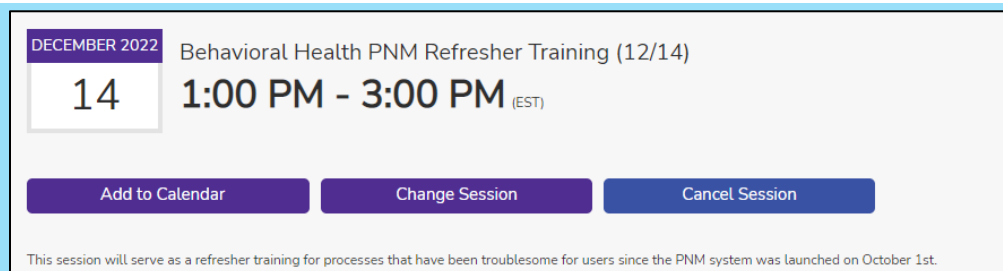 DECEMBER 2022
14
Behavioral Health PNM Refresher Training (12/14)
1:00 PM - 3:00 PM (EST)
Add to Calendar
Change Session
Cancel Session
This session will serve as a refresher training for processes that have been troublesome for users since the PNM system was launched on October 1st.